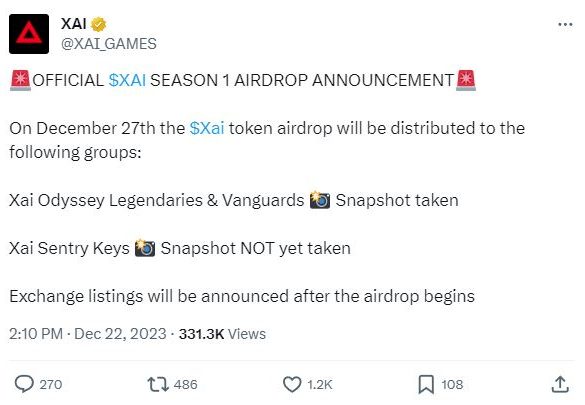 XAI
@XAI_GAMES
🚨OFFICIAL $XAI SEASON 1 AIRDROP ANNOUNCEMENT🚨
On December 27th the $Xai token airdrop will be distributed to the
following groups:
Xai Odyssey Legendaries & Vanguards 📸 Snapshot taken
Xai Sentry Keys 📸 Snapshot NOT yet taken
Exchange listings will be announced after the airdrop begins
2:10 PM · Dec 22, 2023 · 331.3K Views
270 486 1.2K 108